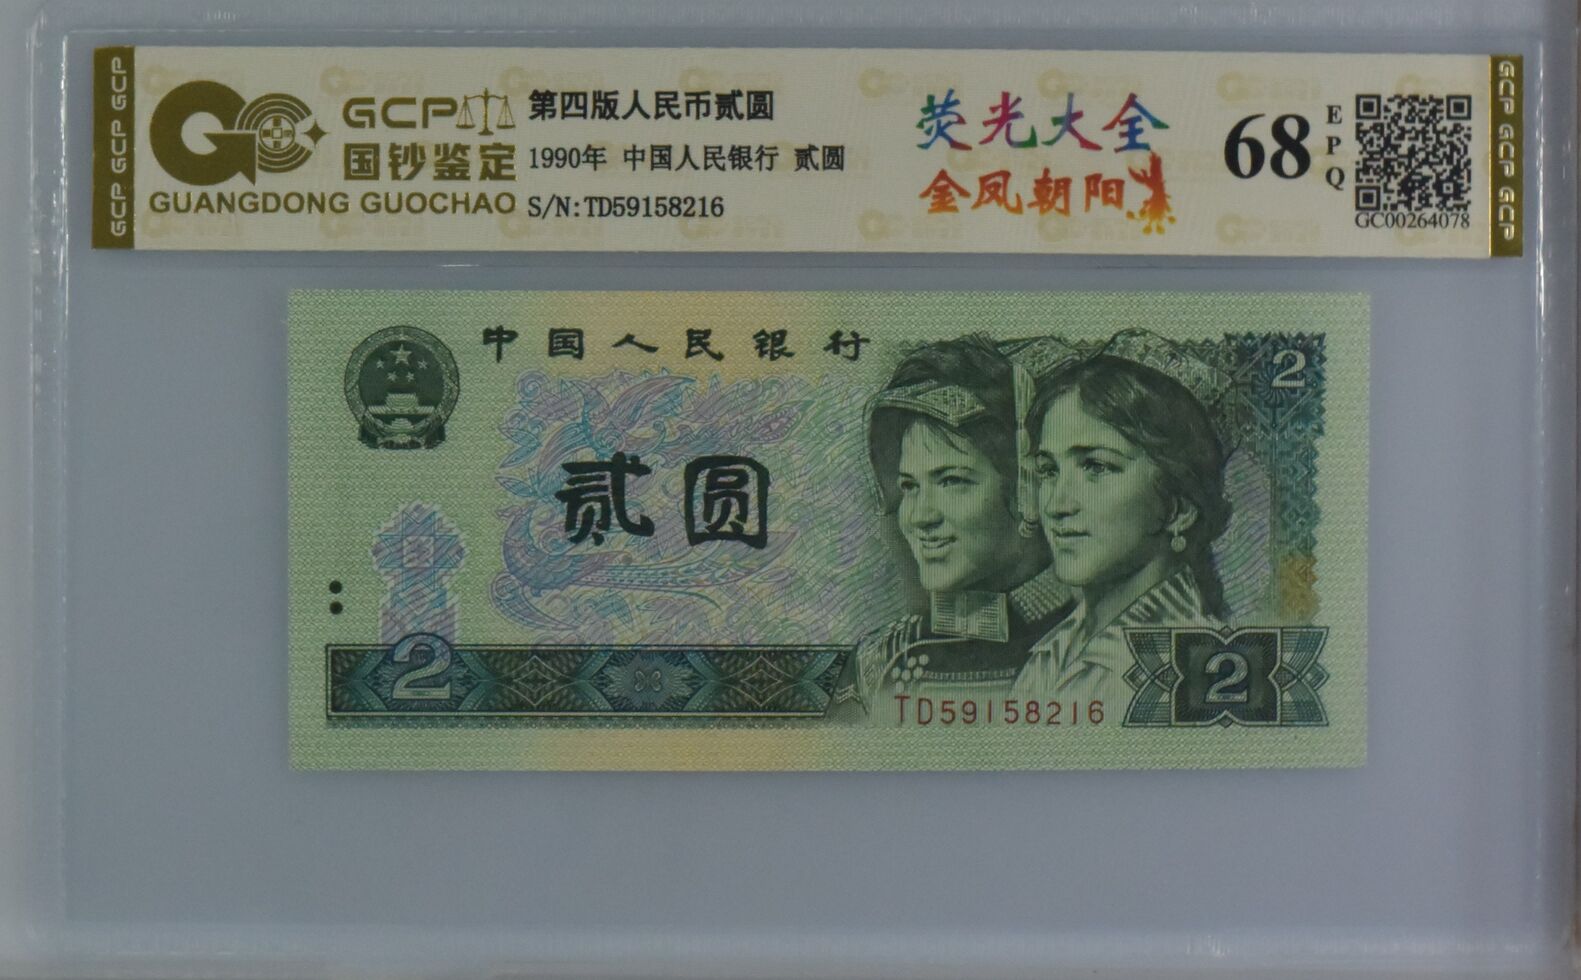 GCP GCP GCP
GCP
国钞鉴定
GUANGDONG GUOCHAO
第四版人民币贰圆
1990年 中国人民银行 贰圆
S/N:TD59158216
荧光大全
金凤朝阳
68
EPQ
GC00264078
GCP GCP GCP
中国人民银行
2
贰圆
2
TD59158216
2